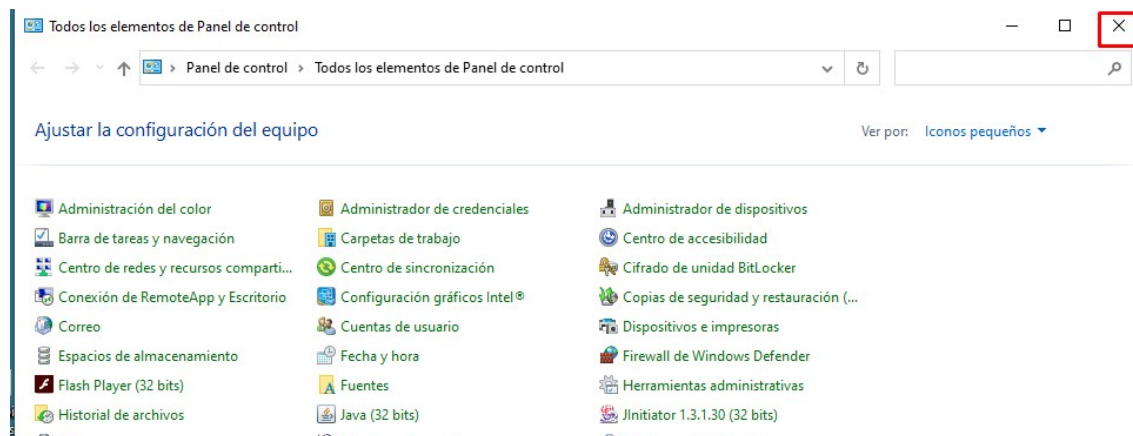 Todos los elementos de Panel de control
Panel de control > Todos los elementos de Panel de control
Ajustar la configuración del equipo
Ver por: Iconos pequeños
Administración del color
Administrador de credenciales
Administrador de dispositivos
Barra de tareas y navegación
Carpetas de trabajo
Centro de accesibilidad
Centro de redes y recursos comparti...
Centro de sincronización
Cifrado de unidad BitLocker
Conexión de RemoteApp y Escritorio
Configuración gráficos Intel®
Copias de seguridad y restauración (...
Correo
Cuentas de usuario
Dispositivos e impresoras
Espacios de almacenamiento
Fecha y hora
Firewall de Windows Defender
Flash Player (32 bits)
Fuentes
Herramientas administrativas
Historial de archivos
Java (32 bits)
JInitiator 1.3.1.30 (32 bits)